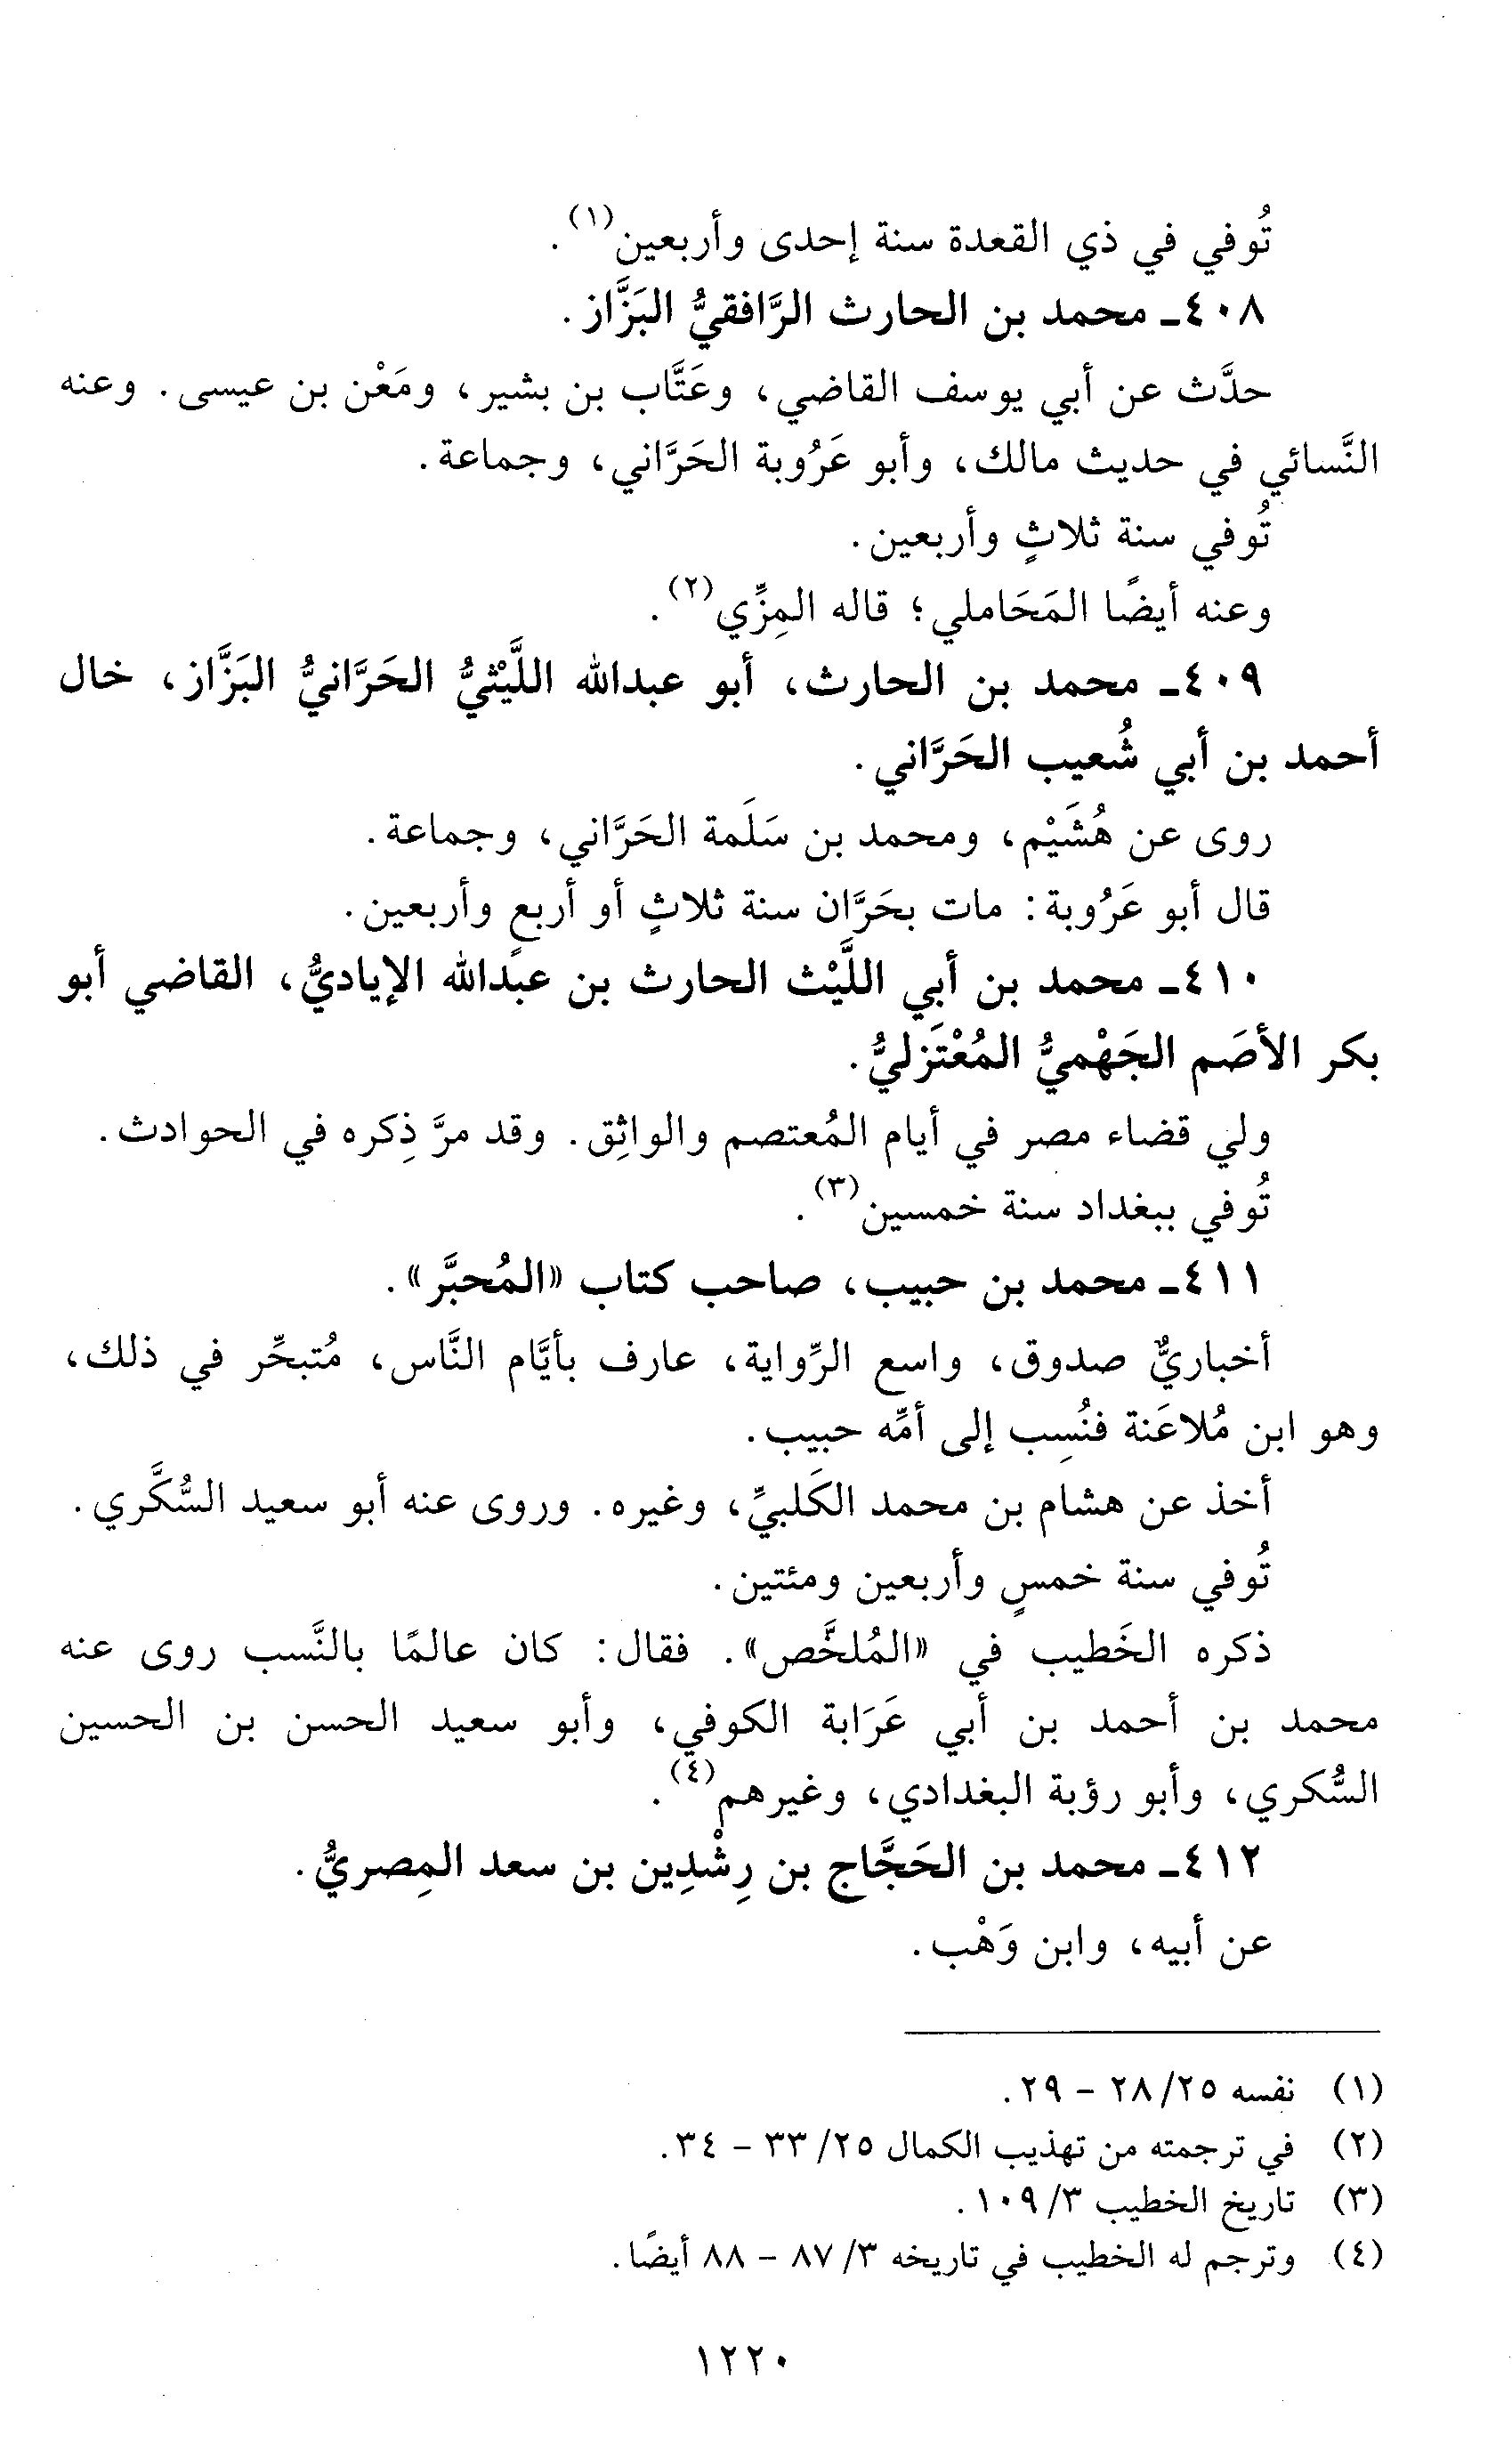 تُوفي في ذي القعدة سنة إحدى وأربعين(١).
٤٠٨ـ محمد بن الحارث الرَّافقيُّ البَزَّاز.
حدَّث عن أبي يوسف القاضي، وعَتَّاب بن بشير، ومَعْن بن عيسى. وعنه
النَّسائي في حديث مالك، وأبو عَرُوبة الحَرَّاني، وجماعة.
تُوفي سنة ثلاثٍ وأربعين.
وعنه أيضًا المَحَاملي؛ قاله المِزِّي(٢).
٤٠٩ـ محمد بن الحارث، أبو عبدالله اللَّيْثيُّ الحَرَّانيُّ البَزَّاز، خال
أحمد بن أبي شُعيب الحَرَّاني.
روى عن هُشَيْم، ومحمد بن سَلَمة الحَرَّاني، وجماعة.
قال أبو عَرُوبة: مات بحَرَّان سنة ثلاثٍ أو أربعٍ وأربعين.
٤١٠ـ محمد بن أبي اللَّيْث الحارث بن عبدالله الإياديُّ، القاضي أبو
بكر الأصَم الجَهْميُّ المُعْتَزليُّ.
ولي قضاء مصر في أيام المُعتصم والواثِق. وقد مرَّ ذِكره في الحوادث.
تُوفي ببغداد سنة خمسين(٣).
٤١١ـ محمد بن حبيب، صاحب كتاب «المُحبَّر».
أخباريٌّ صدوق، واسع الرِّواية، عارف بأيَّام النَّاس، مُتبحِّر في ذلك،
وهو ابن مُلاعَنة فنُسِب إلى أمِّه حبيب.
أخذ عن هشام بن محمد الكَلبيِّ، وغيره. وروى عنه أبو سعيد السُّكَّري.
تُوفي سنة خمسٍ وأربعين ومئتين.
ذكره الخَطيب في «المُلخَّص». فقال: كان عالمًا بالنَّسب روى عنه
محمد بن أحمد بن أبي عَرَابة الكوفي، وأبو سعيد الحسن بن الحسين
السُّكري، وأبو رؤبة البغدادي، وغيرهم(٤).
٤١٢ـ محمد بن الحَجَّاج بن رِشْدِين بن سعد المِصريُّ.
عن أبيه، وابن وَهْب.
(١) نفسه ٢٥/ ٢٨ - ٢٩.
(٢) في ترجمته من تهذيب الكمال ٢٥/ ٣٣ - ٣٤.
(٣) تاريخ الخطيب ٣/ ١٠٩.
(٤) وترجم له الخطيب في تاريخه ٣/ ٨٧ - ٨٨ أيضًا.
١٢٢٠